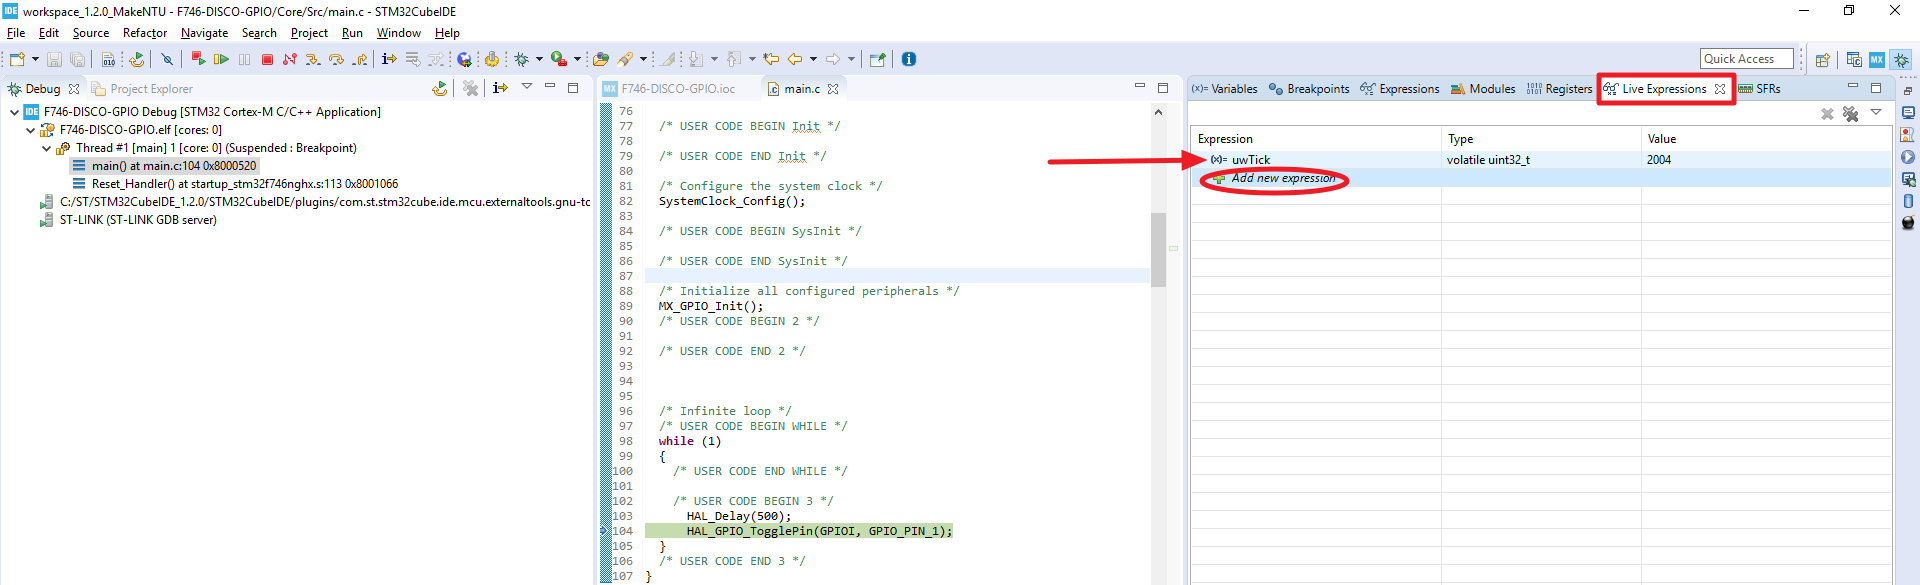 IDE workspace_1.2.0_MakeNTU - F746-DISCO-GPIO/Core/Src/main.c - STM32CubeIDE
File Edit Source Refactor Navigate Search Project Run Window Help
Quick Access
MX
Debug Project Explorer
IDE F746-DISCO-GPIO Debug [STM32 Cortex-M C/C++ Application]
F746-DISCO-GPIO.elf [cores: 0]
Thread #1 [main] 1 [core: 0] (Suspended : Breakpoint)
main() at main.c:104 0x8000520
Reset_Handler() at startup_stm32f746nghx.s:113 0x8001066
C:/ST/STM32CubeIDE_1.2.0/STM32CubeIDE/plugins/com.st.stm32cube.ide.mcu.externaltools.gnu-tc
ST-LINK (ST-LINK GDB server)
MX F746-DISCO-GPIO.ioc main.c
76
77 /* USER CODE BEGIN Init */
78
79 /* USER CODE END Init */
80
81 /* Configure the system clock */
82 SystemClock_Config();
83
84 /* USER CODE BEGIN SysInit */
85
86 /* USER CODE END SysInit */
87
88 /* Initialize all configured peripherals */
89 MX_GPIO_Init();
90 /* USER CODE BEGIN 2 */
91
92 /* USER CODE END 2 */
93
94
95
96 /* Infinite loop */
97 /* USER CODE BEGIN WHILE */
98 while (1)
99 {
100 /* USER CODE END WHILE */
101
102 /* USER CODE BEGIN 3 */
103 HAL_Delay(500);
104 HAL_GPIO_TogglePin(GPIOI, GPIO_PIN_1);
105 }
106 /* USER CODE END 3 */
107 }
(x)= Variables Breakpoints Expressions Modules Registers Live Expressions SFRs
Expression Type Value
(x)= uwTick volatile uint32_t 2004
Add new expression